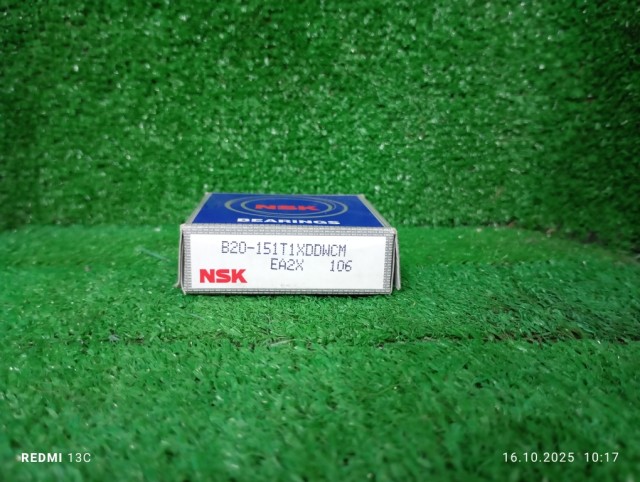 NSK
BEARINGS
B20-151T1XDDWCM
EA2X 106
NSK
REDMI 13C
16.10.2025 10:17